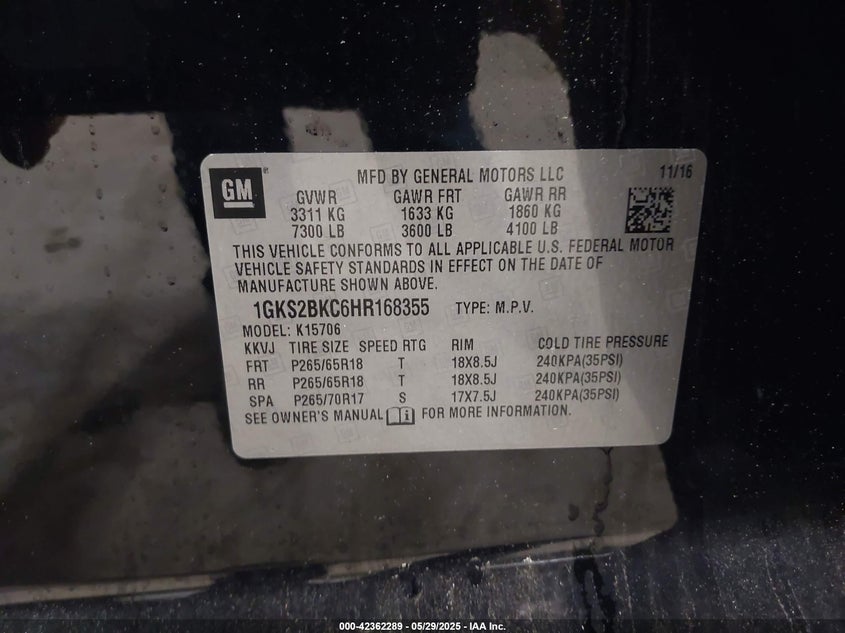 GM
MFD BY GENERAL MOTORS LLC 11/16
GVWR GAWR FRT GAWR RR
3311 KG 1633 KG 1860 KG
7300 LB 3600 LB 4100 LB
THIS VEHICLE CONFORMS TO ALL APPLICABLE U.S. FEDERAL MOTOR
VEHICLE SAFETY STANDARDS IN EFFECT ON THE DATE OF
MANUFACTURE SHOWN ABOVE.
1GKS2BKC6HR168355 TYPE: M.P.V.
MODEL: K15706
KKVJ TIRE SIZE SPEED RTG RIM COLD TIRE PRESSURE
FRT P265/65R18 T 18X8.5J 240KPA(35PSI)
RR P265/65R18 T 18X8.5J 240KPA(35PSI)
SPA P265/70R17 S 17X7.5J 240KPA(35PSI)
SEE OWNER'S MANUAL FOR MORE INFORMATION.
000-42362289 - 05/29/2025 - IAA Inc.